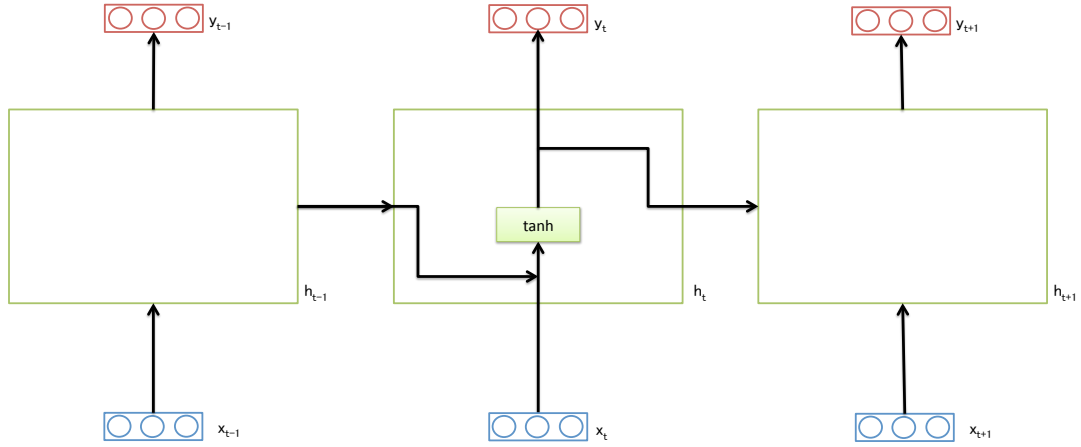 y_{t-1} y_t y_{t+1}
tanh
h_{t-1} h_t h_{t+1}
x_{t-1} x_t x_{t+1}